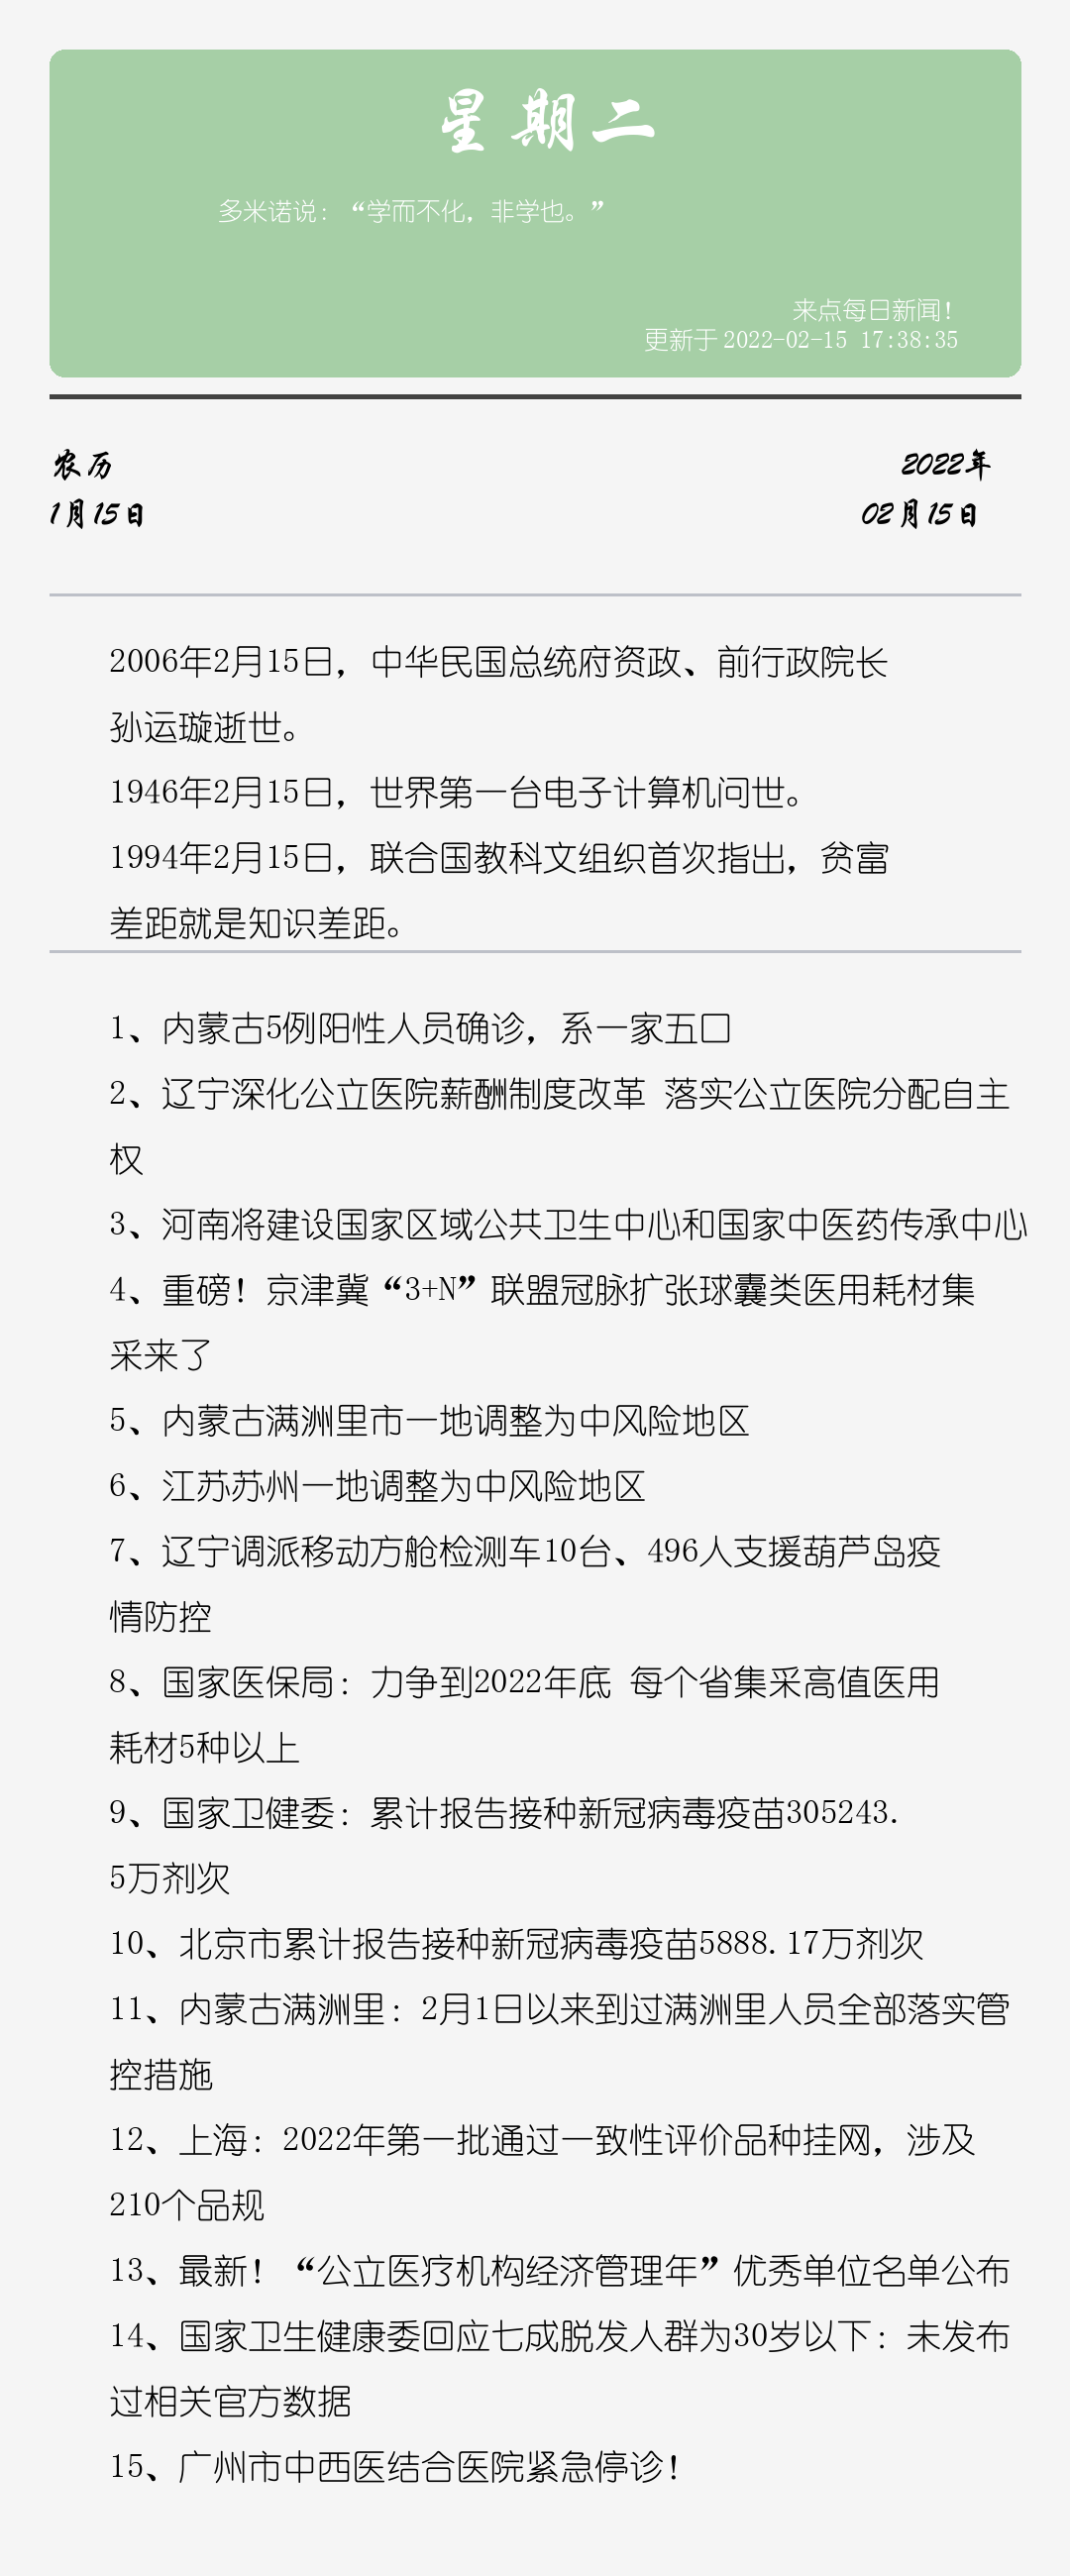 星期二
多米诺说：“学而不化，非学也。”
来点每日新闻！
更新于 2022-02-15 17:38:35
农历
2022年
1月15日
02月15日
2006年2月15日，中华民国总统府资政、前行政院长
孙运璇逝世。
1946年2月15日，世界第一台电子计算机问世。
1994年2月15日，联合国教科文组织首次指出，贫富
差距就是知识差距。
1、内蒙古5例阳性人员确诊，系一家五口
2、辽宁深化公立医院薪酬制度改革 落实公立医院分配自主
权
3、河南将建设国家区域公共卫生中心和国家中医药传承中心
4、重磅！京津冀“3+N”联盟冠脉扩张球囊类医用耗材集
采来了
5、内蒙古满洲里市一地调整为中风险地区
6、江苏苏州一地调整为中风险地区
7、辽宁调派移动方舱检测车10台、496人支援葫芦岛疫
情防控
8、国家医保局：力争到2022年底 每个省集采高值医用
耗材5种以上
9、国家卫健委：累计报告接种新冠病毒疫苗305243.
5万剂次
10、北京市累计报告接种新冠病毒疫苗5888.17万剂次
11、内蒙古满洲里：2月1日以来到过满洲里人员全部落实管
控措施
12、上海：2022年第一批通过一致性评价品种挂网，涉及
210个品规
13、最新！“公立医疗机构经济管理年”优秀单位名单公布
14、国家卫生健康委回应七成脱发人群为30岁以下：未发布
过相关官方数据
15、广州市中西医结合医院紧急停诊！